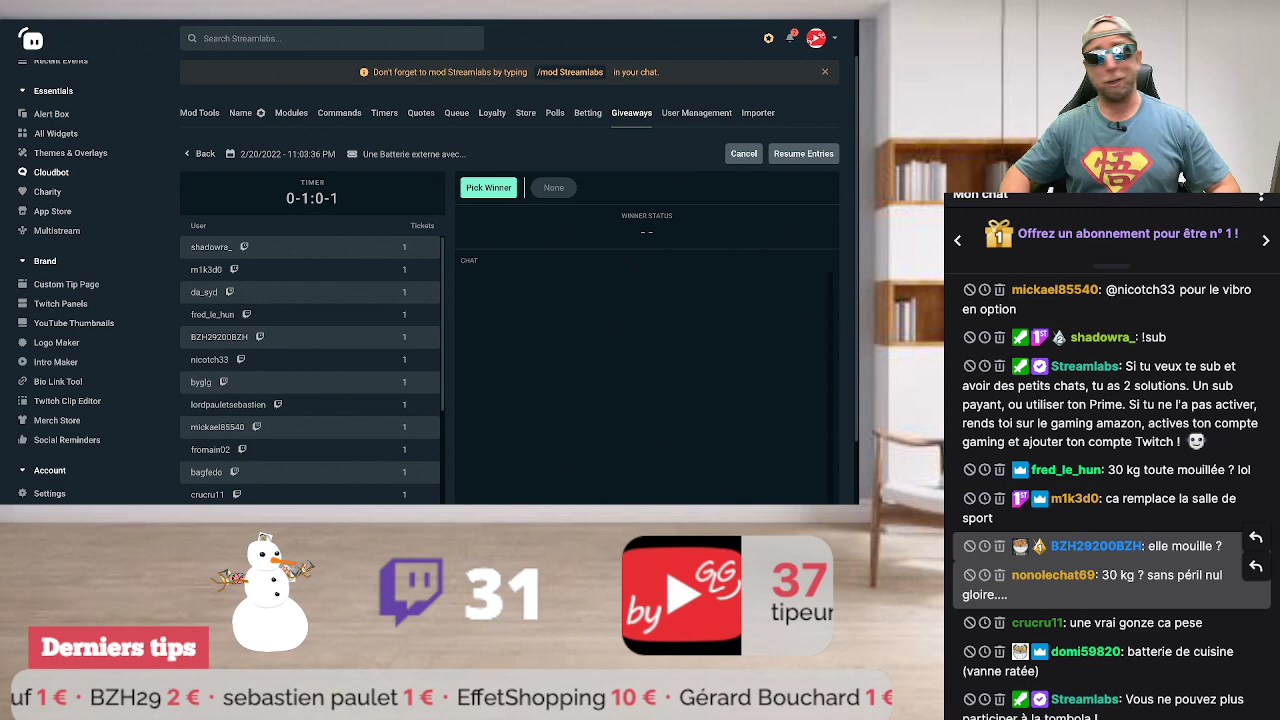 Search Streamlabs...
7
Recent Events
Don't forget to mod Streamlabs by typing /mod Streamlabs in your chat.
Essentials
Alert Box
All Widgets
Themes & Overlays
Cloudbot
Charity
App Store
Multistream
Brand
Custom Tip Page
Twitch Panels
YouTube Thumbnails
Logo Maker
Intro Maker
Bio Link Tool
Twitch Clip Editor
Merch Store
Social Reminders
Account
Settings
Mod Tools Name Modules Commands Timers Quotes Queue Loyalty Store Polls Betting Giveaways User Management Importer
Back 2/20/2022 - 11:03:36 PM Une Batterie externe avec...
Cancel Resume Entries
TIMER
0-1:0-1
User Tickets
shadowra_ 1
m1k3d0 1
da_syd 1
fred_le_hun 1
BZH29200BZH 1
nicotch33 1
byglg 1
lordpauletsebastien 1
mickael85540 1
fromain02 1
bagfedo 1
crucru11 1
Pick Winner None
WINNER STATUS
- -
CHAT
悟
Mon chat
1 Offrez un abonnement pour être n° 1 !
mickael85540: @nicotch33 pour le vibro
en option
1ST 2 shadowra_: !sub
Streamlabs: Si tu veux te sub et
avoir des petits chats, tu as 2 solutions. Un sub
payant, ou utiliser ton Prime. Si tu ne l'a pas activer,
rends toi sur le gaming amazon, actives ton compte
gaming et ajouter ton compte Twitch !
fred_le_hun: 30 kg toute mouillée ? lol
1ST m1k3d0: ca remplace la salle de
sport
BZH29200BZH: elle mouille ?
nonolechat69: 30 kg ? sans péril nul
gloire....
crucru11: une vrai gonze ca pese
domi59820: batterie de cuisine
(vanne ratée)
Streamlabs: Vous ne pouvez plus
participer à la tombola !
31
by GLG
37
tipeur
Derniers tips
uf 1 € · BZH29 2 € · sebastien paulet 1 € · EffetShopping 10 € · Gérard Bouchard 1 €